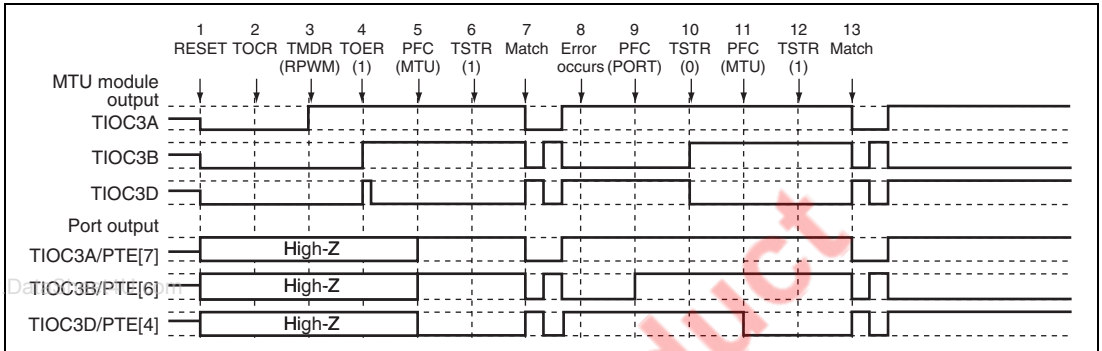 1 2 3 4 5 6 7 8 9 10 11 12 13
RESET TOCR TMDR TOER PFC TSTR Match Error PFC TSTR PFC TSTR Match
(RPWM) (1) (MTU) (1) occurs (PORT) (0) (MTU) (1)
MTU module
output
TIOC3A
TIOC3B
TIOC3D
Port output
TIOC3A/PTE[7] High-Z
TIOC3B/PTE[6] High-Z
TIOC3D/PTE[4] High-Z
uct